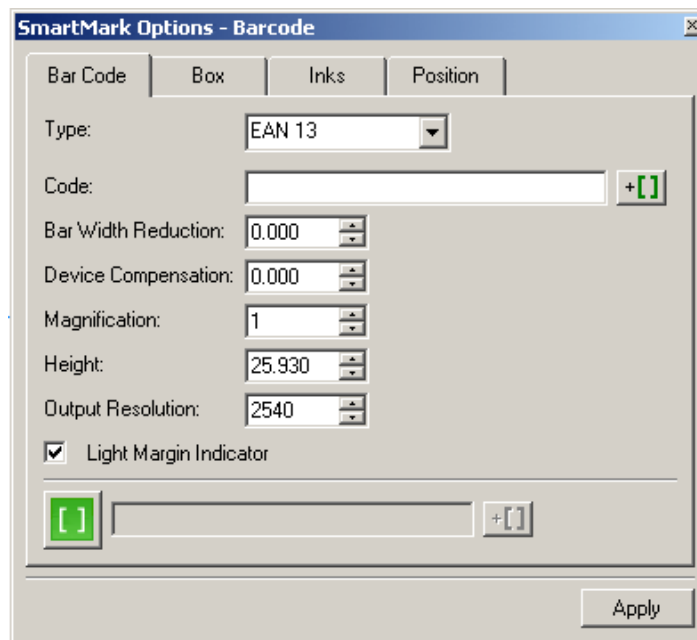 SmartMark Options - Barcode
Bar Code Box Inks Position
Type: EAN 13
Code: +[]
Bar Width Reduction: 0.000
Device Compensation: 0.000
Magnification: 1
Height: 25.930
Output Resolution: 2540
Light Margin Indicator
[] +[]
Apply